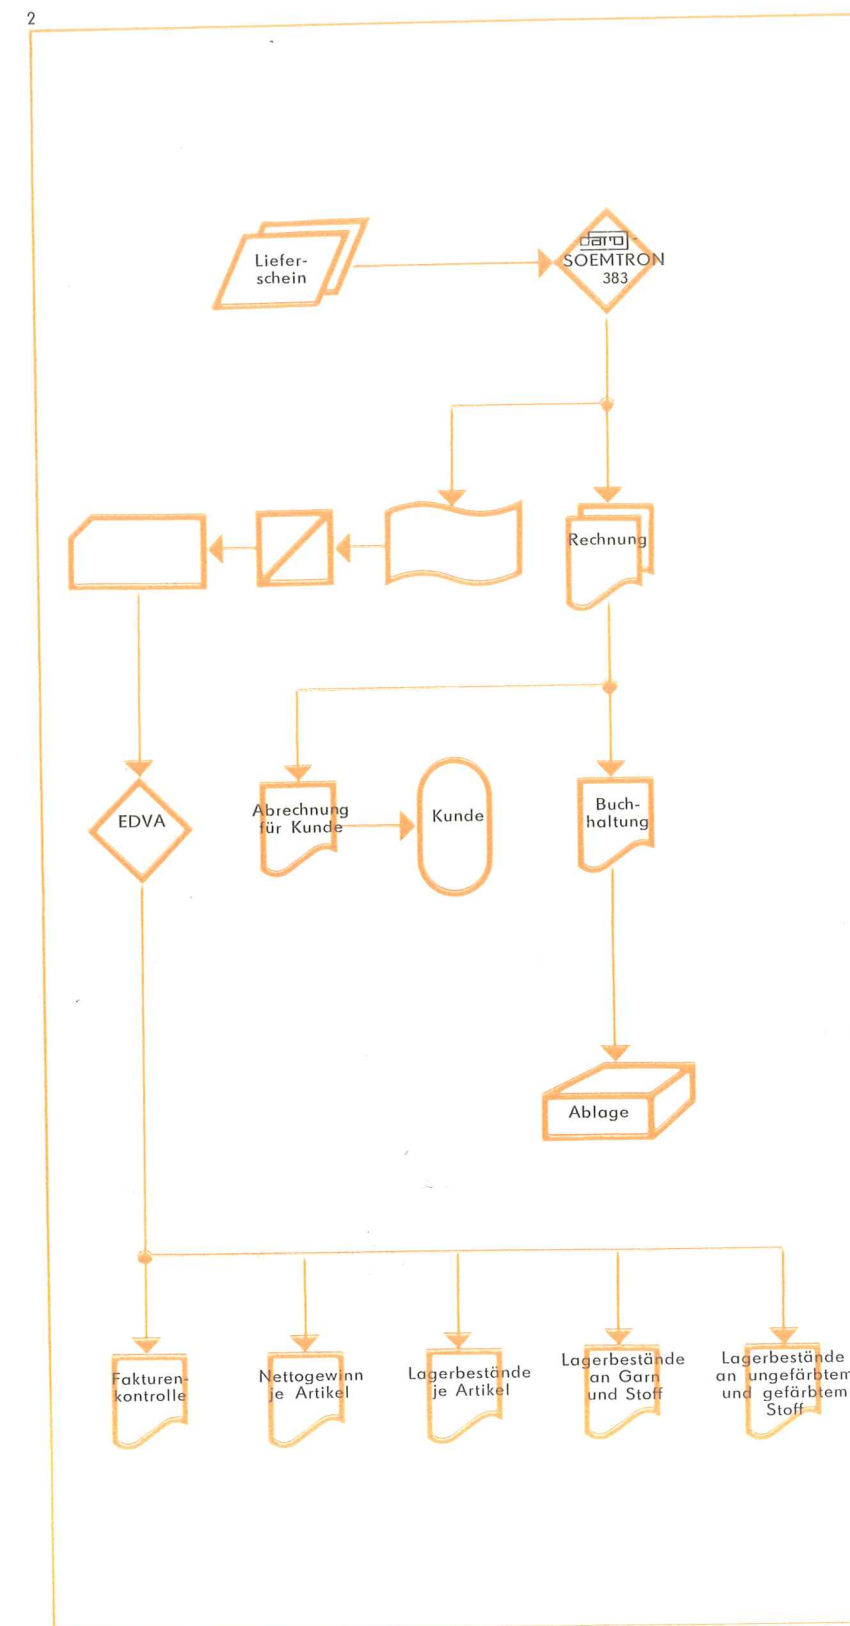 2
Liefer-
schein
daro-
SOEMTRON
383
Rechnung
EDVA
Abrechnung
für Kunde
Kunde
Buch-
haltung
Ablage
Fakturen-
kontrolle
Nettogewinn
je Artikel
Lagerbestände
je Artikel
Lagerbestände
an Garn
und Stoff
Lagerbestände
an ungefärbtem
und gefärbtem
Stoff